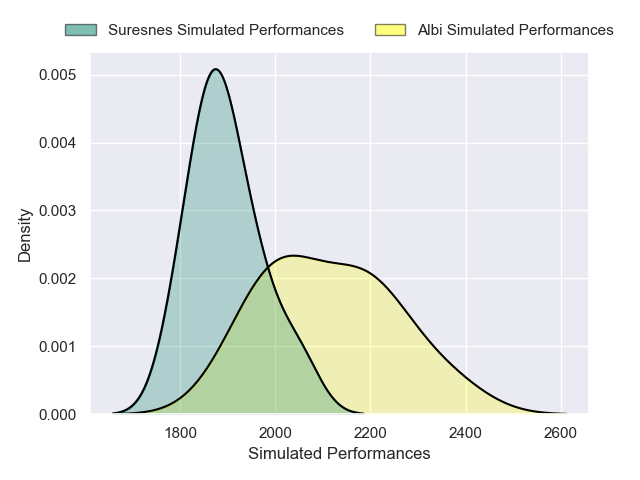 Suresnes Simulated Performances Albi Simulated Performances
0.005
0.004
0.003
0.002
0.001
0.000
Density
1800 2000 2200 2400 2600
Simulated Performances